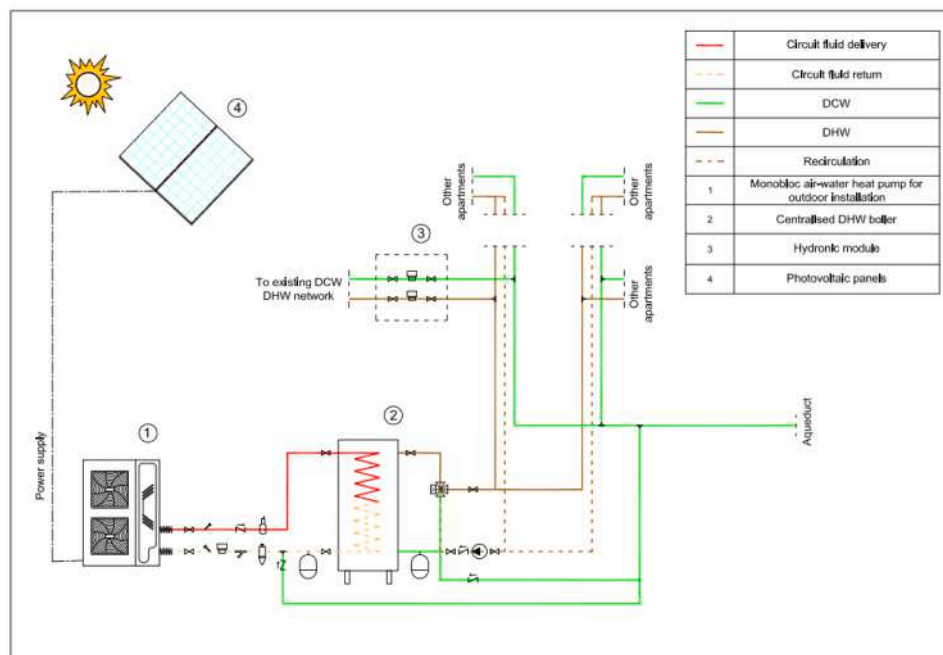 4
Other
apartments
Other
apartments
3
To existing DCW
DHW network
Other
apartments
Circuit fluid delivery
Circuit fluid return
DCW
DHW
Recirculation
1
Monobloc air-water heat pump for
outdoor installation
2
Centralised DHW boiler
3
Hydronic module
4
Photovoltaic panels
Power supply
1
2
Aqueduct